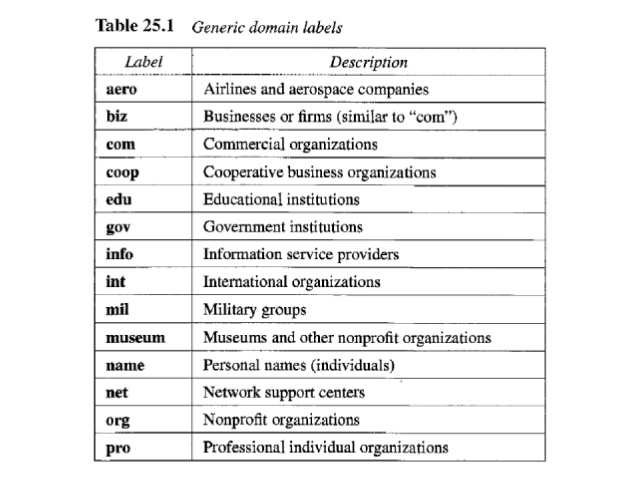 Table 25.1 Generic domain labels
Label Description
aero Airlines and aerospace companies
biz Businesses or firms (similar to “com”)
com Commercial organizations
coop Cooperative business organizations
edu Educational institutions
gov Government institutions
info Information service providers
int International organizations
mil Military groups
museum Museums and other nonprofit organizations
name Personal names (individuals)
net Network support centers
org Nonprofit organizations
pro Professional individual organizations